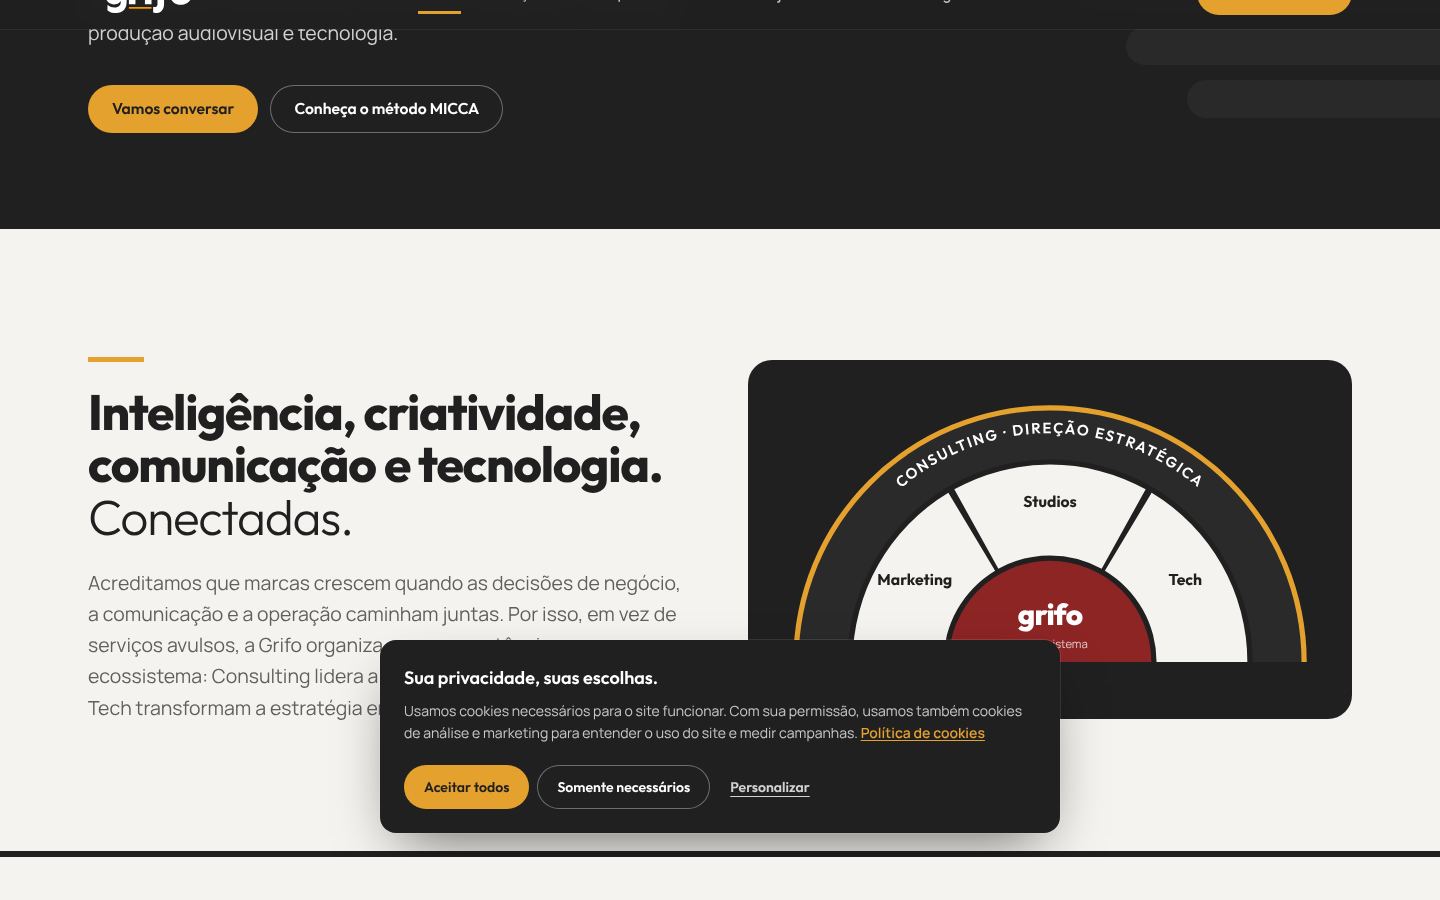 grifo
produção audiovisual e tecnologia.
Vamos conversar
Conheça o método MICCA
Inteligência, criatividade,
comunicação e tecnologia.
Conectadas.
Acreditamos que marcas crescem quando as decisões de negócio,
a comunicação e a operação caminham juntas. Por isso, em vez de
serviços avulsos, a Grifo organiza
ecossistema: Consulting lidera a
Tech transformam a estratégia
CONSULTING · DIREÇÃO ESTRATÉGICA
Studios
Marketing
Tech
grifo
Sua privacidade, suas escolhas.
Usamos cookies necessários para o site funcionar. Com sua permissão, usamos também cookies
de análise e marketing para entender o uso do site e medir campanhas. Política de cookies
Aceitar todos
Somente necessários
Personalizar